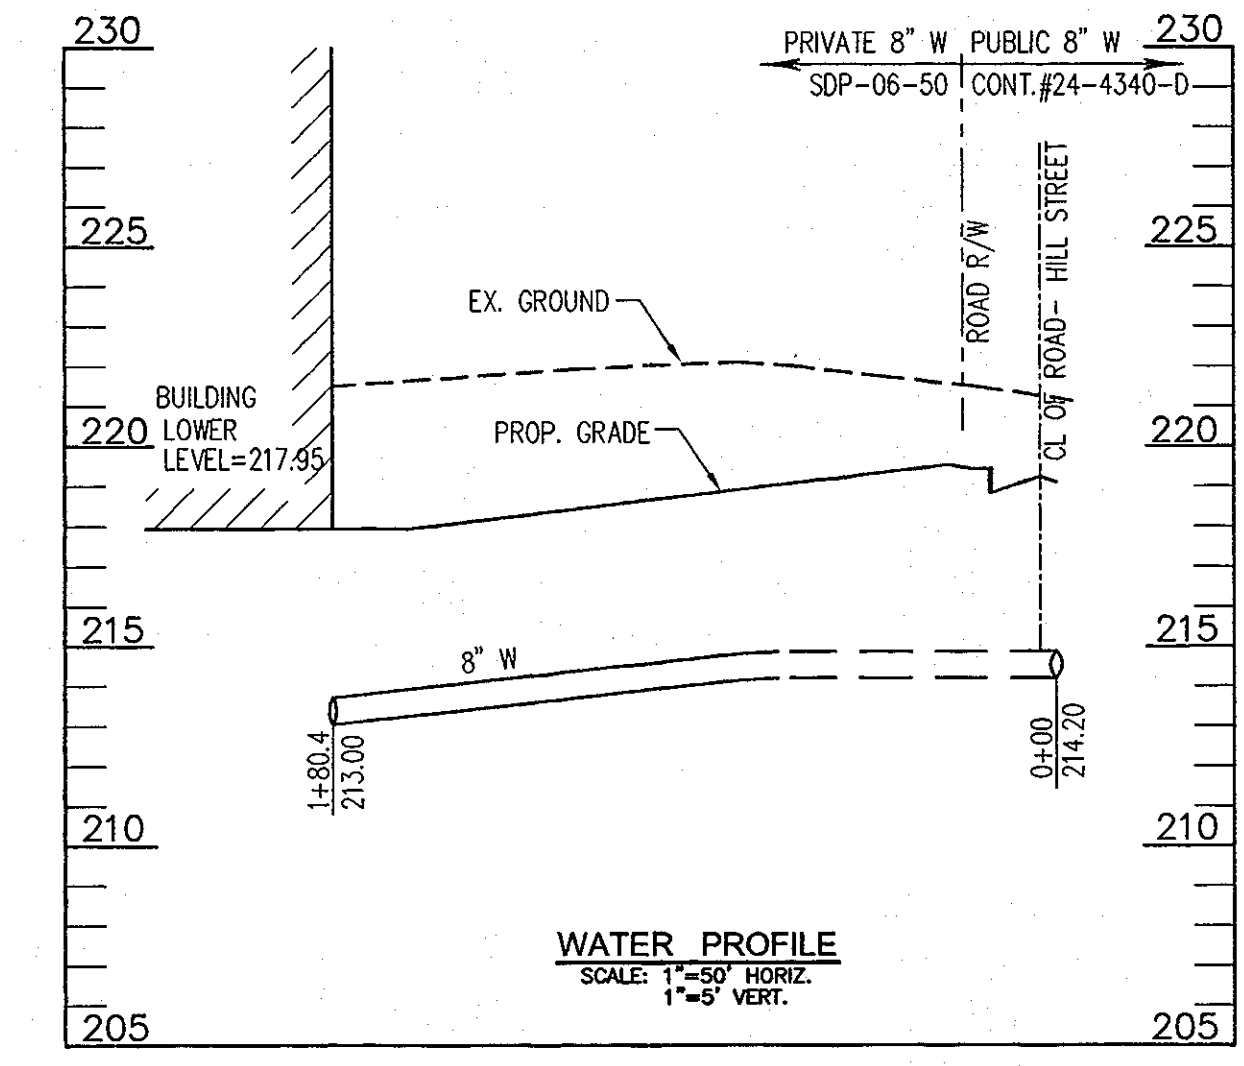 230
230
PRIVATE 8" W
PUBLIC 8" W
SDP-06-50
CONT.#24-4340-D
225
225
ROAD R/W
CL OF ROAD- HILL STREET
EX. GROUND
BUILDING
LOWER
LEVEL=217.95
220
220
PROP. GRADE
215
215
8" W
1+80.4
213.00
0+00
214.20
210
210
WATER PROFILE
SCALE: 1"=50' HORIZ.
1"=5' VERT.
205
205